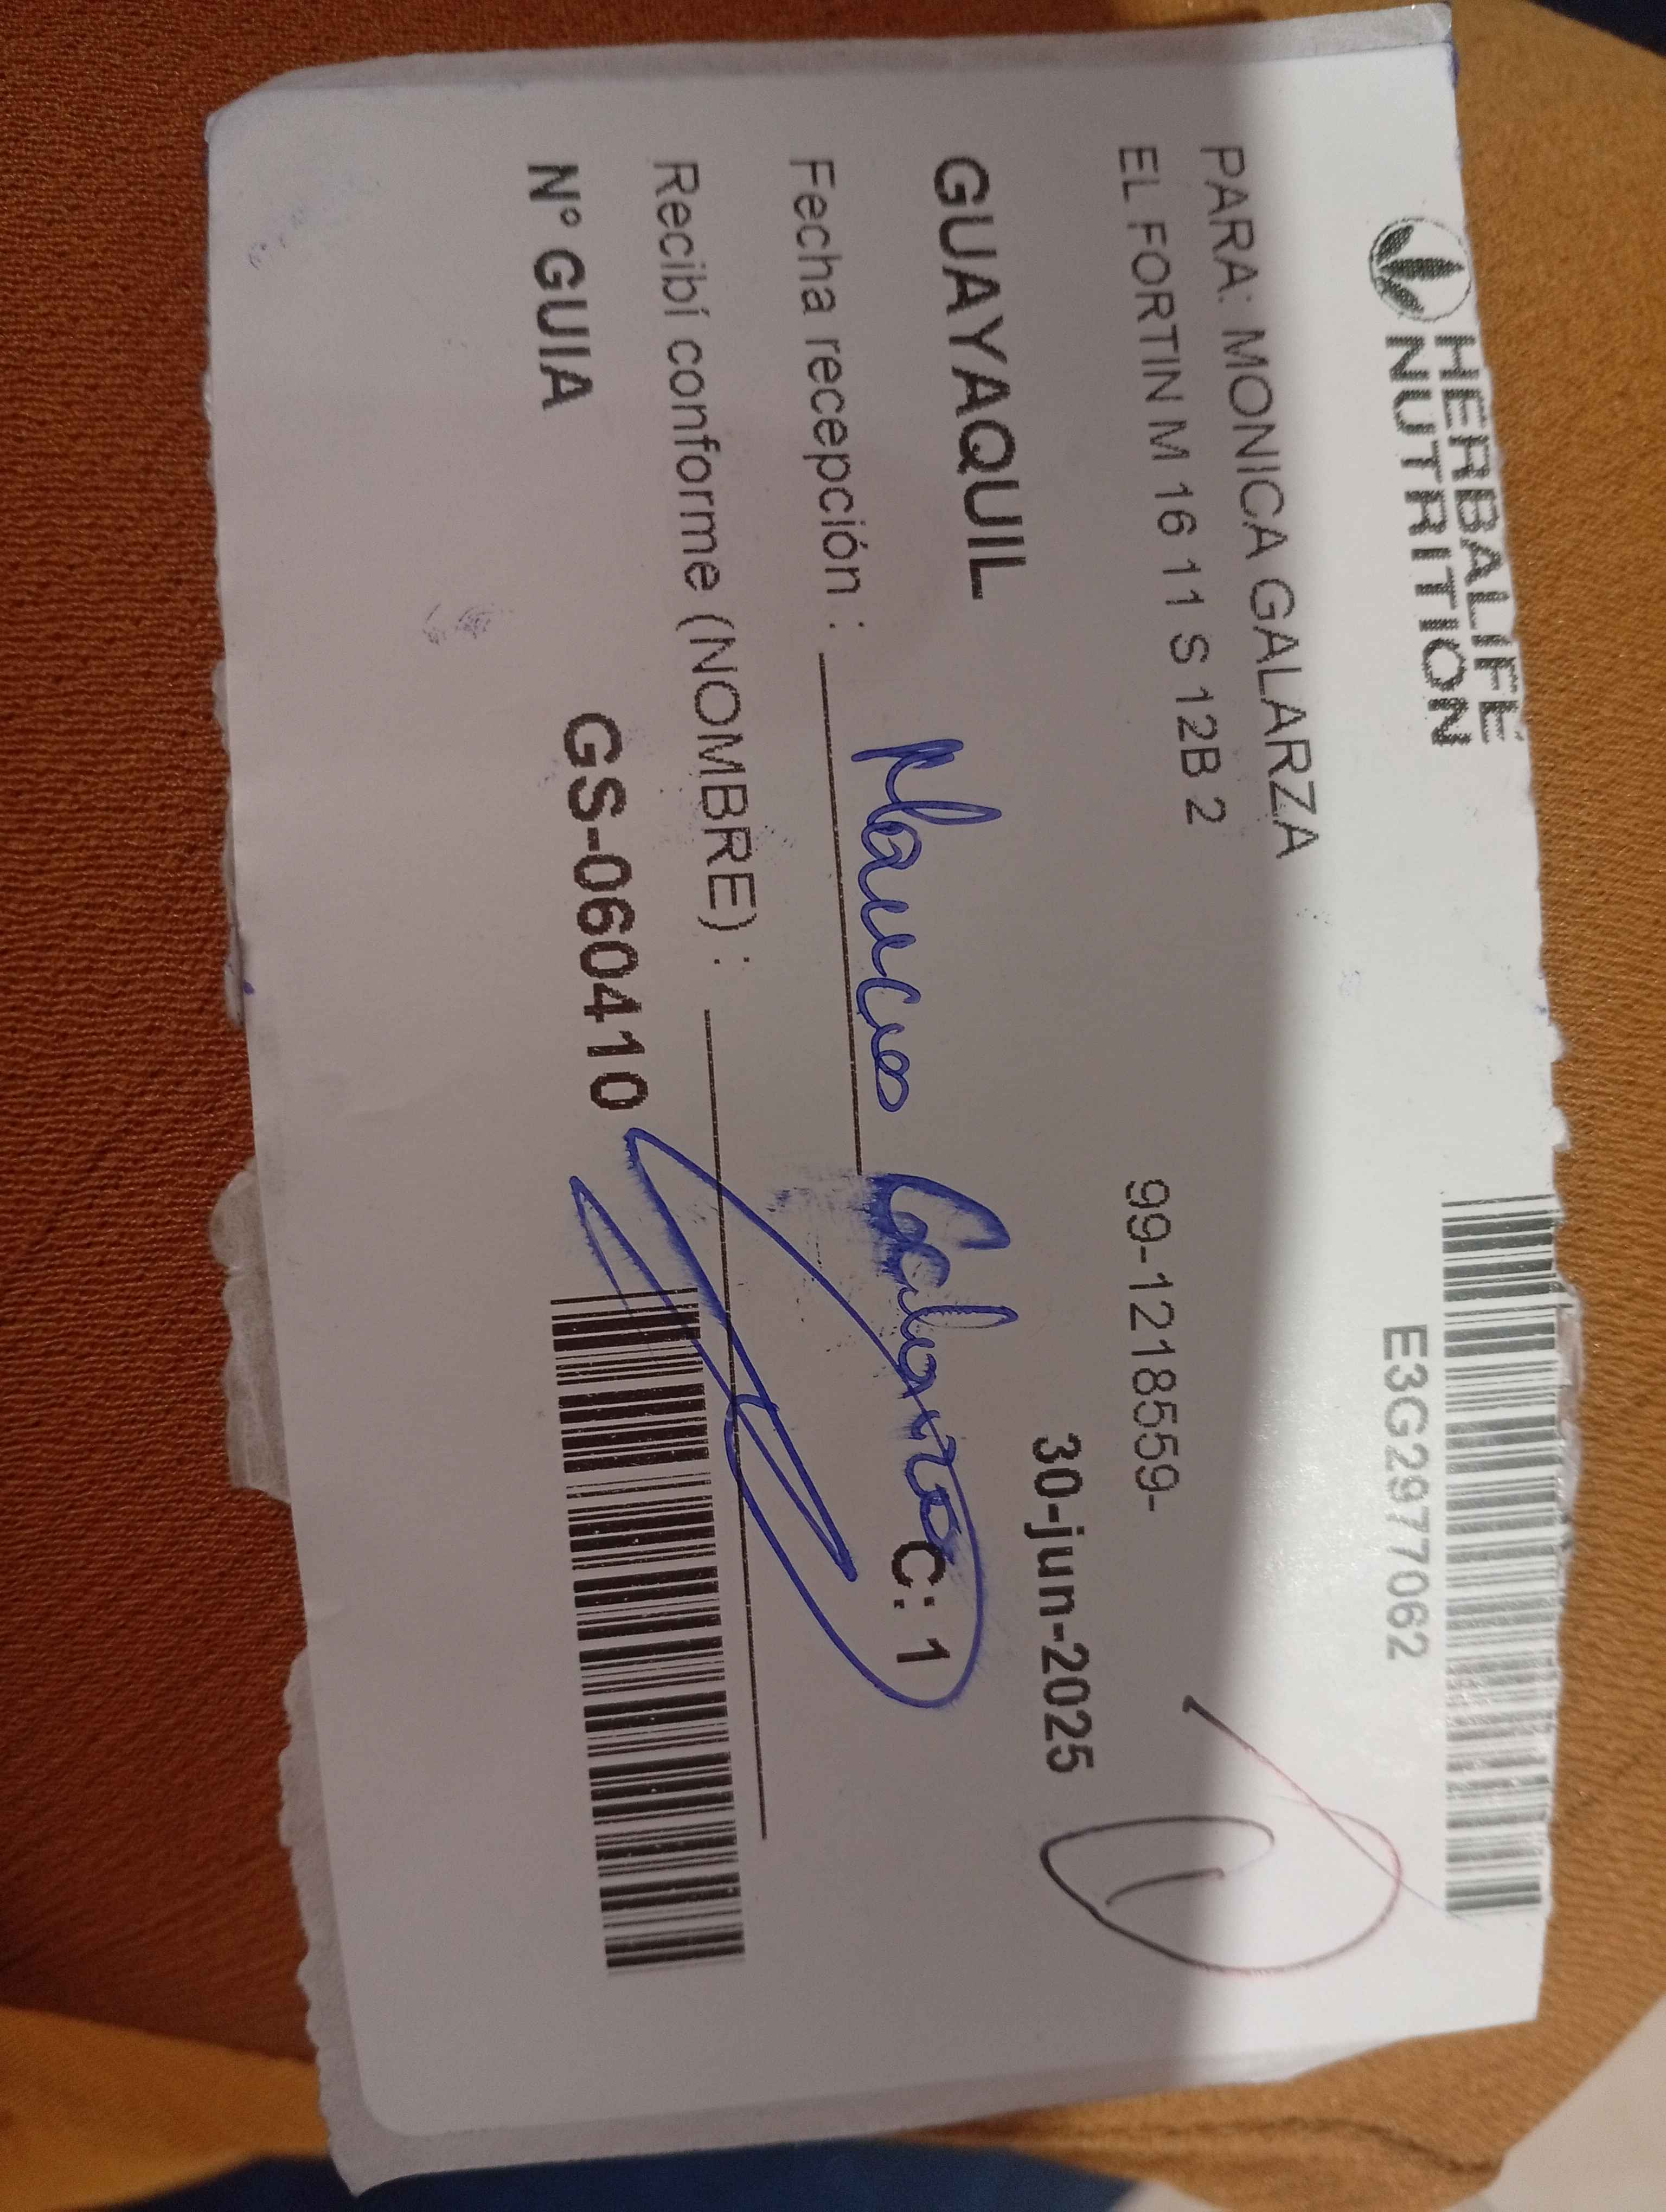 HERBALIFE
NUTRITION
E3G2977062
PARA: MONICA GALARZA
EL FORTIN M 16 11 S 12B 2
99-1218559-
30-jun-2025
GUAYAQUIL
C: 1
Fecha recepción :
Recibí conforme (NOMBRE) :
N° GUIA
GS-060410